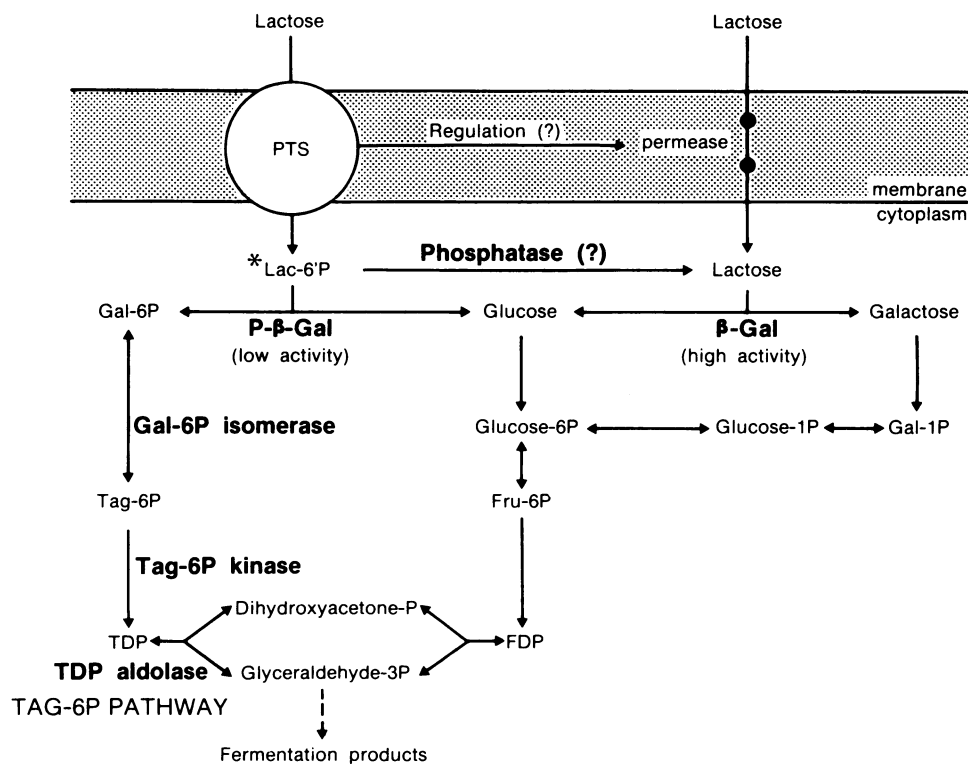 Lactose
Lactose
PTS
Regulation (?)
permease
membrane
cytoplasm
*Lac-6'P
Phosphatase (?)
Lactose
Gal-6P
Glucose
Galactose
P-β-Gal
(low activity)
β-Gal
(high activity)
Gal-6P isomerase
Glucose-6P
Glucose-1P
Gal-1P
Tag-6P
Fru-6P
Tag-6P kinase
Dihydroxyacetone-P
TDP
FDP
TDP aldolase
Glyceraldehyde-3P
TAG-6P PATHWAY
Fermentation products